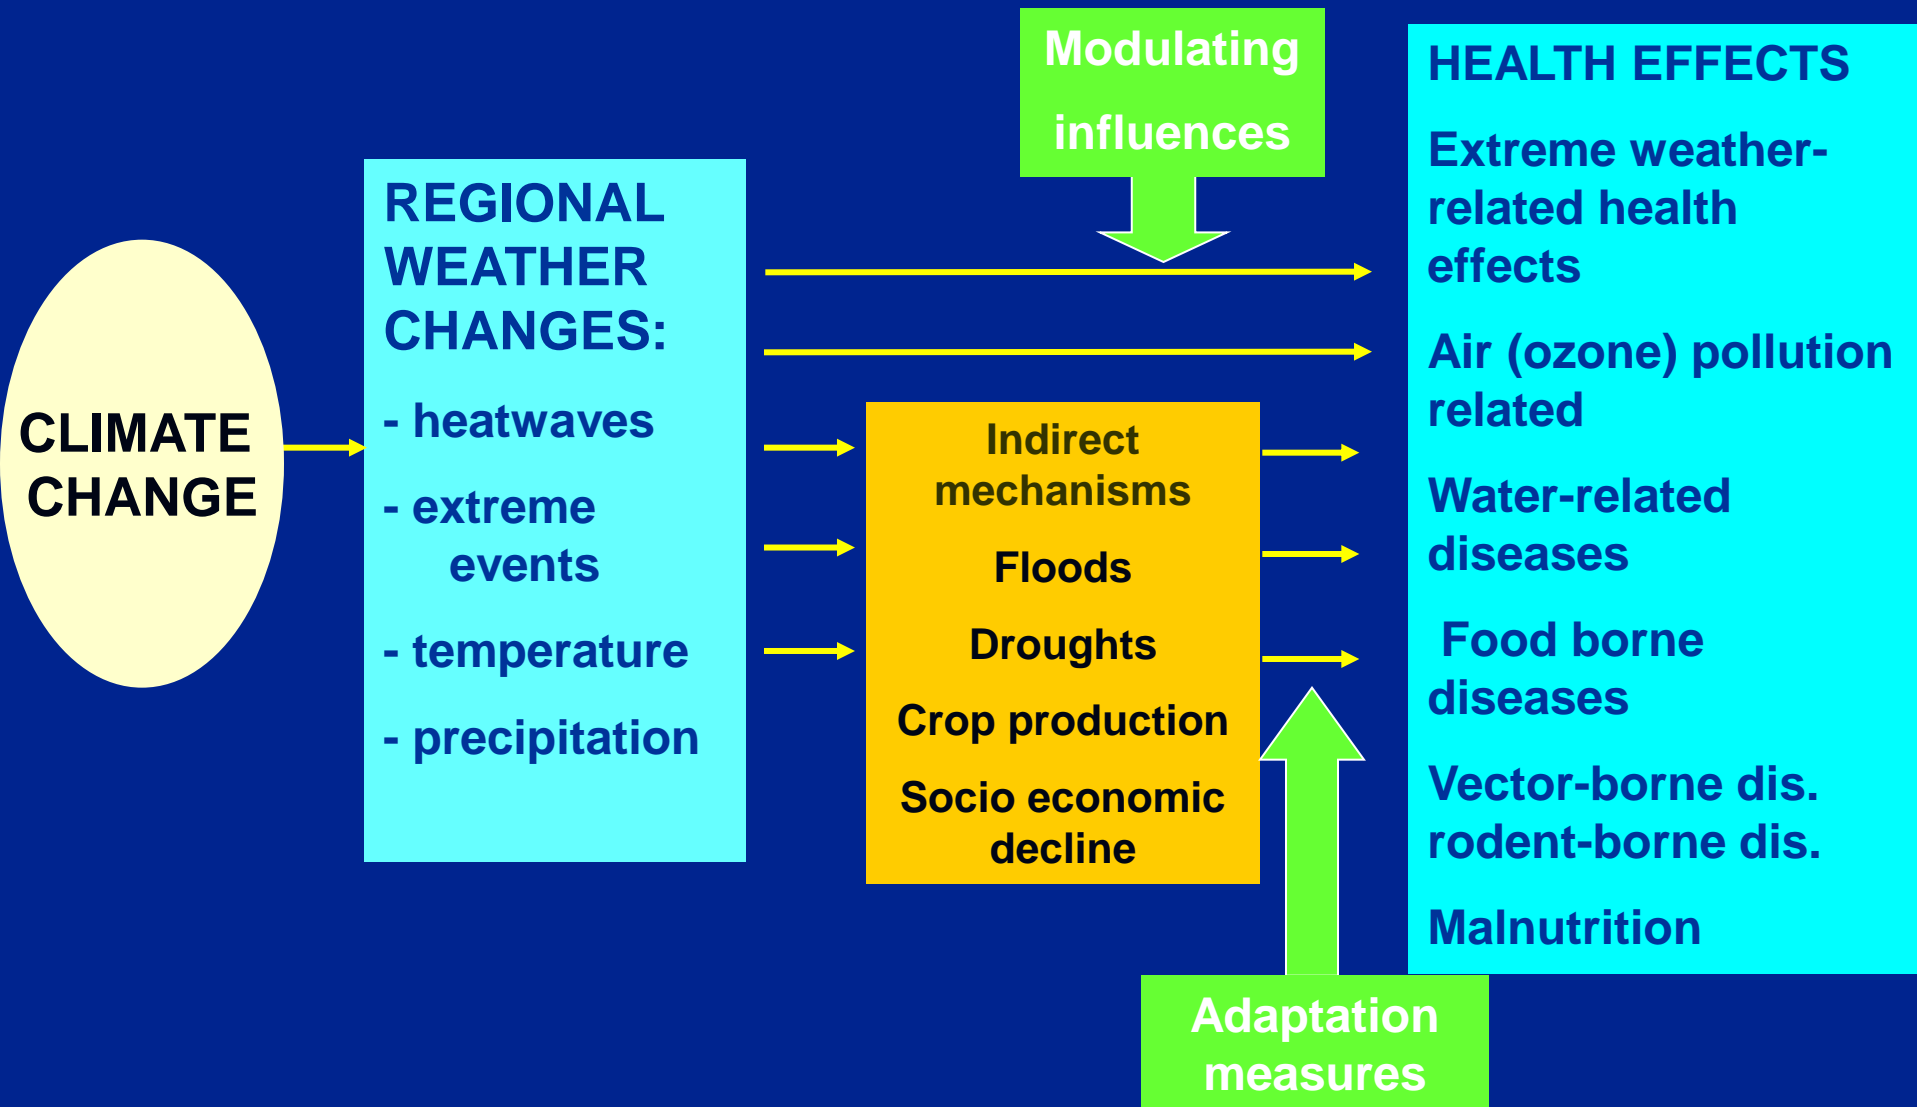 CLIMATE
CHANGE
REGIONAL
WEATHER
CHANGES:
- heatwaves
- extreme
events
- temperature
- precipitation
Modulating
influences
Indirect
mechanisms
Floods
Droughts
Crop production
Socio economic
decline
Adaptation
measures
HEALTH EFFECTS
Extreme weather-
related health
effects
Air (ozone) pollution
related
Water-related
diseases
Food borne
diseases
Vector-borne dis.
rodent-borne dis.
Malnutrition